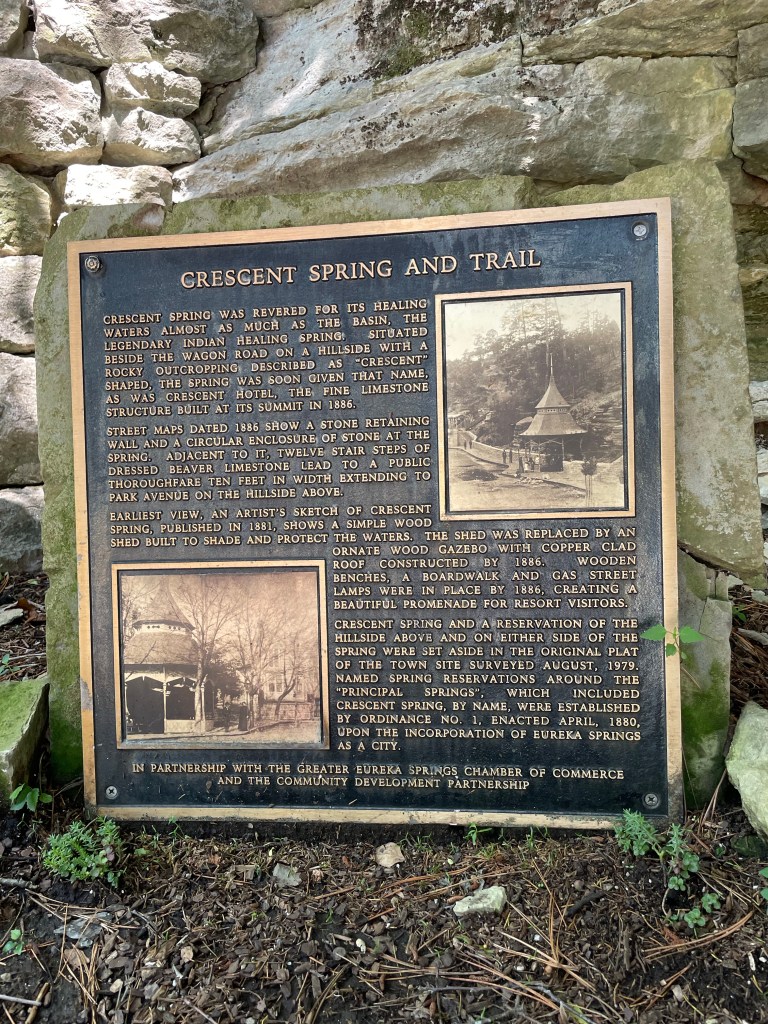 CRESCENT SPRING AND TRAIL
CRESCENT SPRING WAS REVERED FOR ITS HEALING
WATERS ALMOST AS MUCH AS THE BASIN, THE
LEGENDARY INDIAN HEALING SPRING. SITUATED
BESIDE THE WAGON ROAD ON A HILLSIDE WITH A
ROCKY OUTCROPPING DESCRIBED AS "CRESCENT"
SHAPED, THE SPRING WAS SOON GIVEN THAT NAME,
AS WAS CRESCENT HOTEL, THE FINE LIMESTONE
STRUCTURE BUILT AT ITS SUMMIT IN 1886.
STREET MAPS DATED 1886 SHOW A STONE RETAINING
WALL AND A CIRCULAR ENCLOSURE OF STONE AT THE
SPRING. ADJACENT TO IT, TWELVE STAIR STEPS OF
DRESSED BEAVER LIMESTONE LEAD TO A PUBLIC
THOROUGHFARE TEN FEET IN WIDTH EXTENDING TO
PARK AVENUE ON THE HILLSIDE ABOVE.
EARLIEST VIEW, AN ARTIST'S SKETCH OF CRESCENT
SPRING, PUBLISHED IN 1881, SHOWS A SIMPLE WOOD
SHED BUILT TO SHADE AND PROTECT THE WATERS. THE SHED WAS REPLACED BY AN
ORNATE WOOD GAZEBO WITH COPPER CLAD
ROOF CONSTRUCTED BY 1886. WOODEN
BENCHES, A BOARDWALK AND GAS STREET
LAMPS WERE IN PLACE BY 1886, CREATING A
BEAUTIFUL PROMENADE FOR RESORT VISITORS.
CRESCENT SPRING AND A RESERVATION OF THE
HILLSIDE ABOVE AND ON EITHER SIDE OF THE
SPRING WERE SET ASIDE IN THE ORIGINAL PLAT
OF THE TOWN SITE SURVEYED AUGUST, 1979.
NAMED SPRING RESERVATIONS AROUND THE
"PRINCIPAL SPRINGS", WHICH INCLUDED
CRESCENT SPRING, BY NAME, WERE ESTABLISHED
BY ORDINANCE NO. 1, ENACTED APRIL, 1880,
UPON THE INCORPORATION OF EUREKA SPRINGS
AS A CITY.
IN PARTNERSHIP WITH THE GREATER EUREKA SPRINGS CHAMBER OF COMMERCE
AND THE COMMUNITY DEVELOPMENT PARTNERSHIP